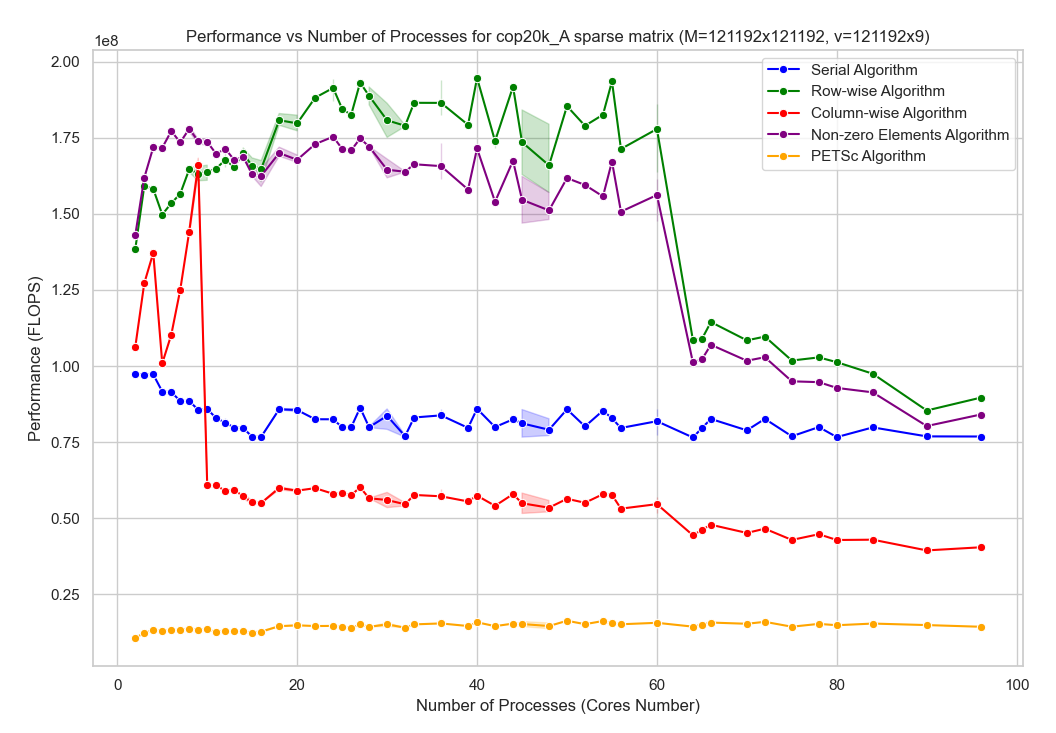 Performance vs Number of Processes for cop20k_A sparse matrix (M=121192x121192, v=121192x9)
1e8
2.00
1.75
1.50
1.25
1.00
0.75
0.50
0.25
Performance (FLOPS)
Serial Algorithm
Row-wise Algorithm
Column-wise Algorithm
Non-zero Elements Algorithm
PETSc Algorithm
0 20 40 60 80 100
Number of Processes (Cores Number)